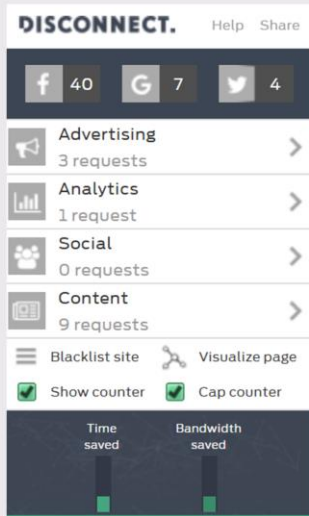 DISCONNECT. Help Share
f 40 G 7 4
Advertising
3 requests
Analytics
1 request
Social
0 requests
Content
9 requests
Blacklist site Visualize page
Show counter Cap counter
Time saved Bandwidth saved